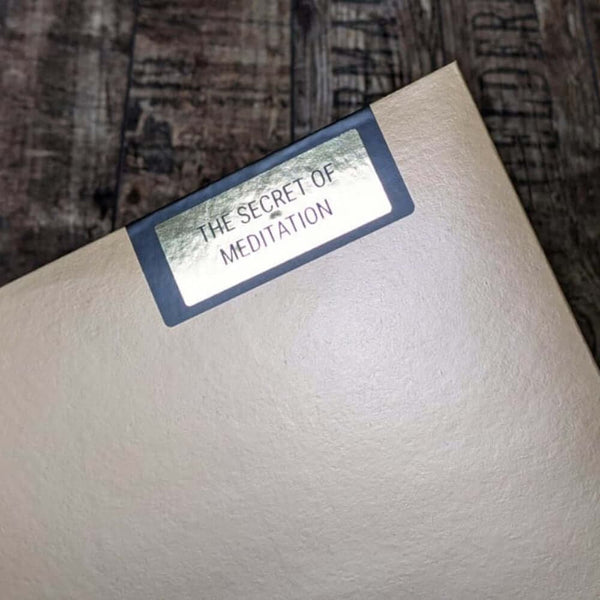 THE SECRET OF
MEDITATION